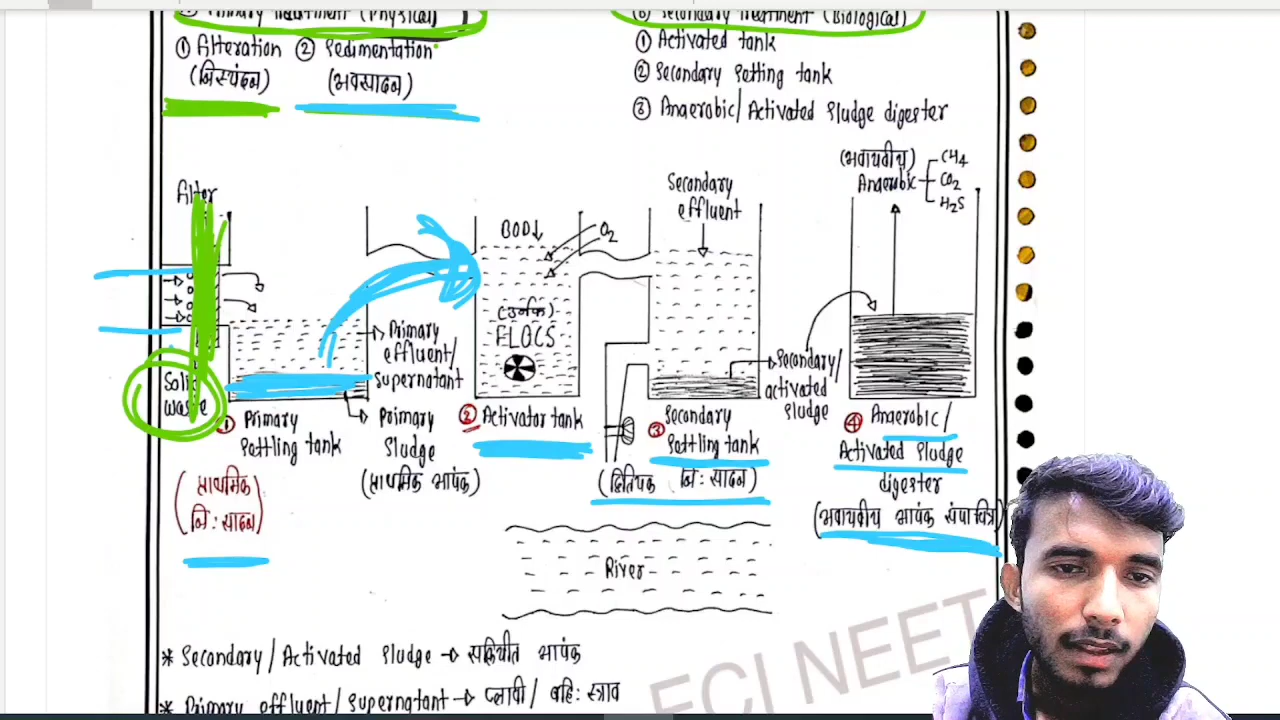 Primary Treatment (Physical)
Secondary Treatment (Biological)
① Filteration ② Sedimentation
(निस्पंदन) (अवसादन)
① Activated tank
② Secondary Settling tank
③ Anaerobic/Activated sludge digester
Filter
Secondary effluent
(अवायवीय)
Anaerobic
CH4
CO2
H2S
BOD↓
O2
FLOCS
Primary effluent/ Supernatant
Solid waste
① Primary Settling tank
Primary Sludge
(प्राथमिक आपंक)
② Activator tank
③ Secondary Settling tank
Secondary/ activated sludge
④ Anaerobic/ Activated Sludge digester
(प्राथमिक नि:सादन)
(द्वितियक नि:सादन)
(अवायवीय आपंक संपाचित्र)
River
* Secondary/Activated Sludge → सक्रियीत आपंक
* Primary effluent/Supernatant → प्लावी/बहि:स्त्राव
ECI NEET